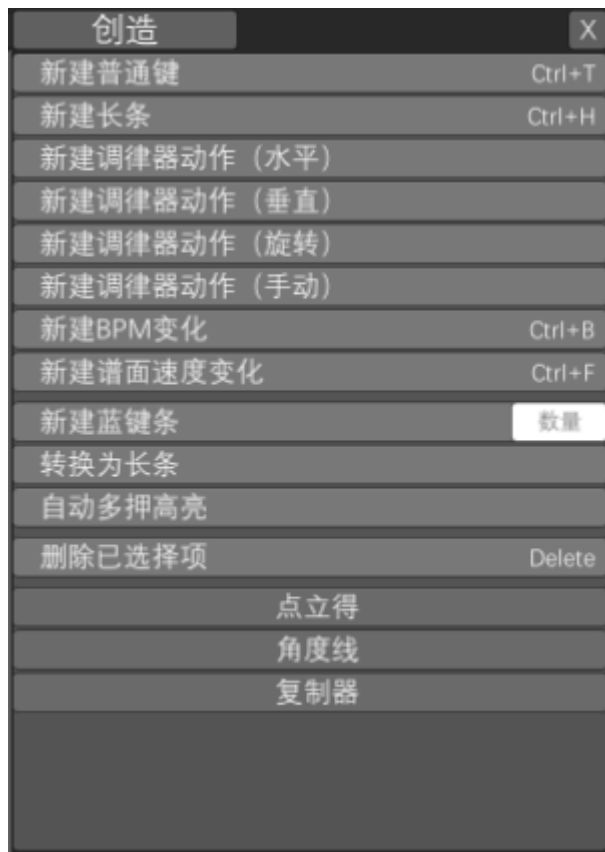 创造 X
新建普通键 Ctrl+T
新建长条 Ctrl+H
新建调律器动作（水平）
新建调律器动作（垂直）
新建调律器动作（旋转）
新建调律器动作（手动）
新建BPM变化 Ctrl+B
新建谱面速度变化 Ctrl+F
新建蓝键条 数量
转换为长条
自动多押高亮
删除已选择项 Delete
点立得
角度线
复制器